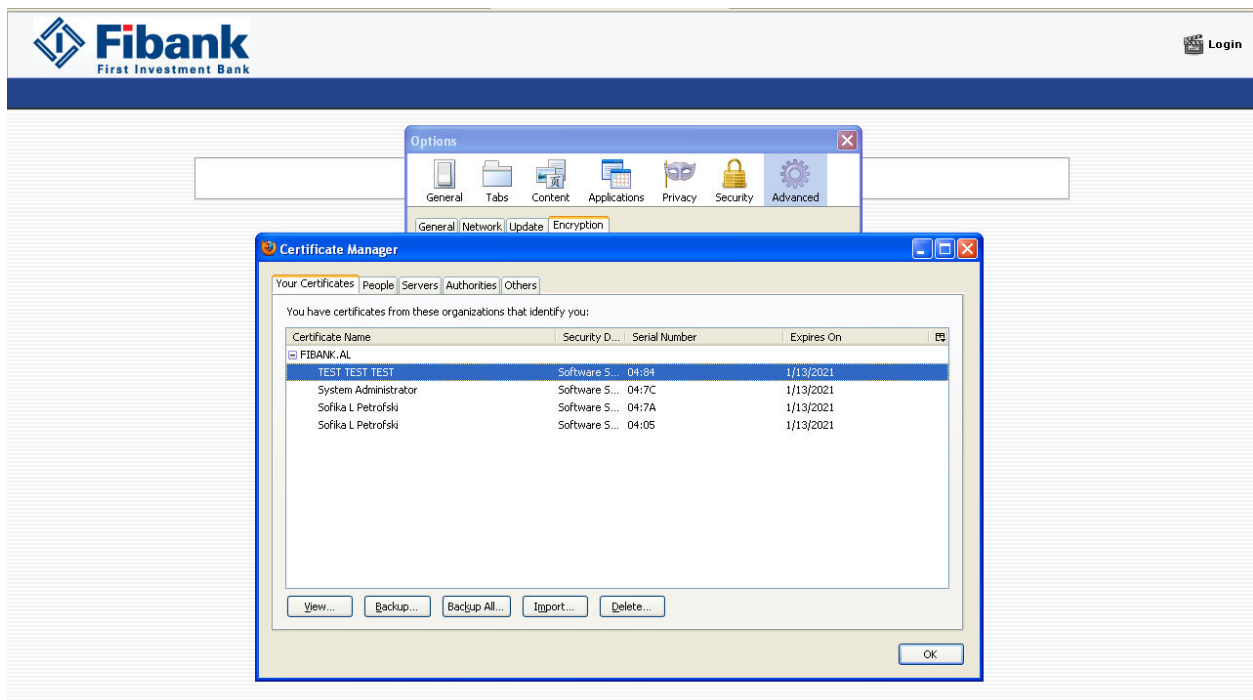 Fibank
First Investment Bank
Login
Options
General Tabs Content Applications Privacy Security Advanced
General Network Update Encryption
Certificate Manager
Your Certificates People Servers Authorities Others
You have certificates from these organizations that identify you:
Certificate Name Security D... Serial Number Expires On
FIBANK.AL
TEST TEST TEST Software S... 04:84 1/13/2021
System Administrator Software S... 04:7C 1/13/2021
Sofika L Petrofski Software S... 04:7A 1/13/2021
Sofika L Petrofski Software S... 04:05 1/13/2021
View... Backup... Backup All... Import... Delete...
OK